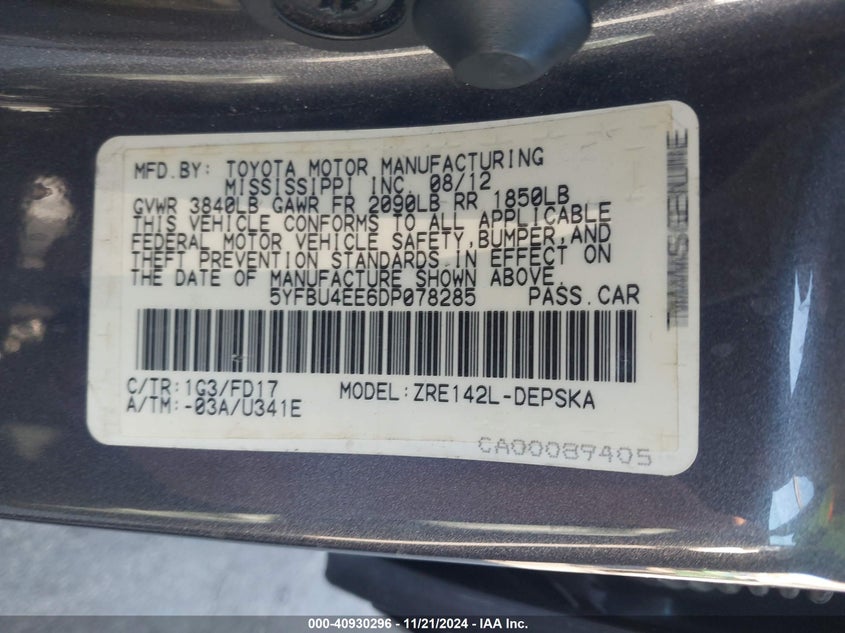 MFD.BY: TOYOTA MOTOR MANUFACTURING
MISSISSIPPI INC. 08/12
GVWR 3840LB GAWR FR 2090LB RR 1850LB
THIS VEHICLE CONFORMS TO ALL APPLICABLE
FEDERAL MOTOR VEHICLE SAFETY,BUMPER,AND
THEFT PREVENTION STANDARDS IN EFFECT ON
THE DATE OF MANUFACTURE SHOWN ABOVE.
5YFBU4EE6DP078285 PASS.CAR
C/TR:1G3/FD17 MODEL:ZRE142L-DEPSKA
A/TM:-03A/U341E
CA00089405
GENUINE
000-40930296 - 11/21/2024 - IAA Inc.